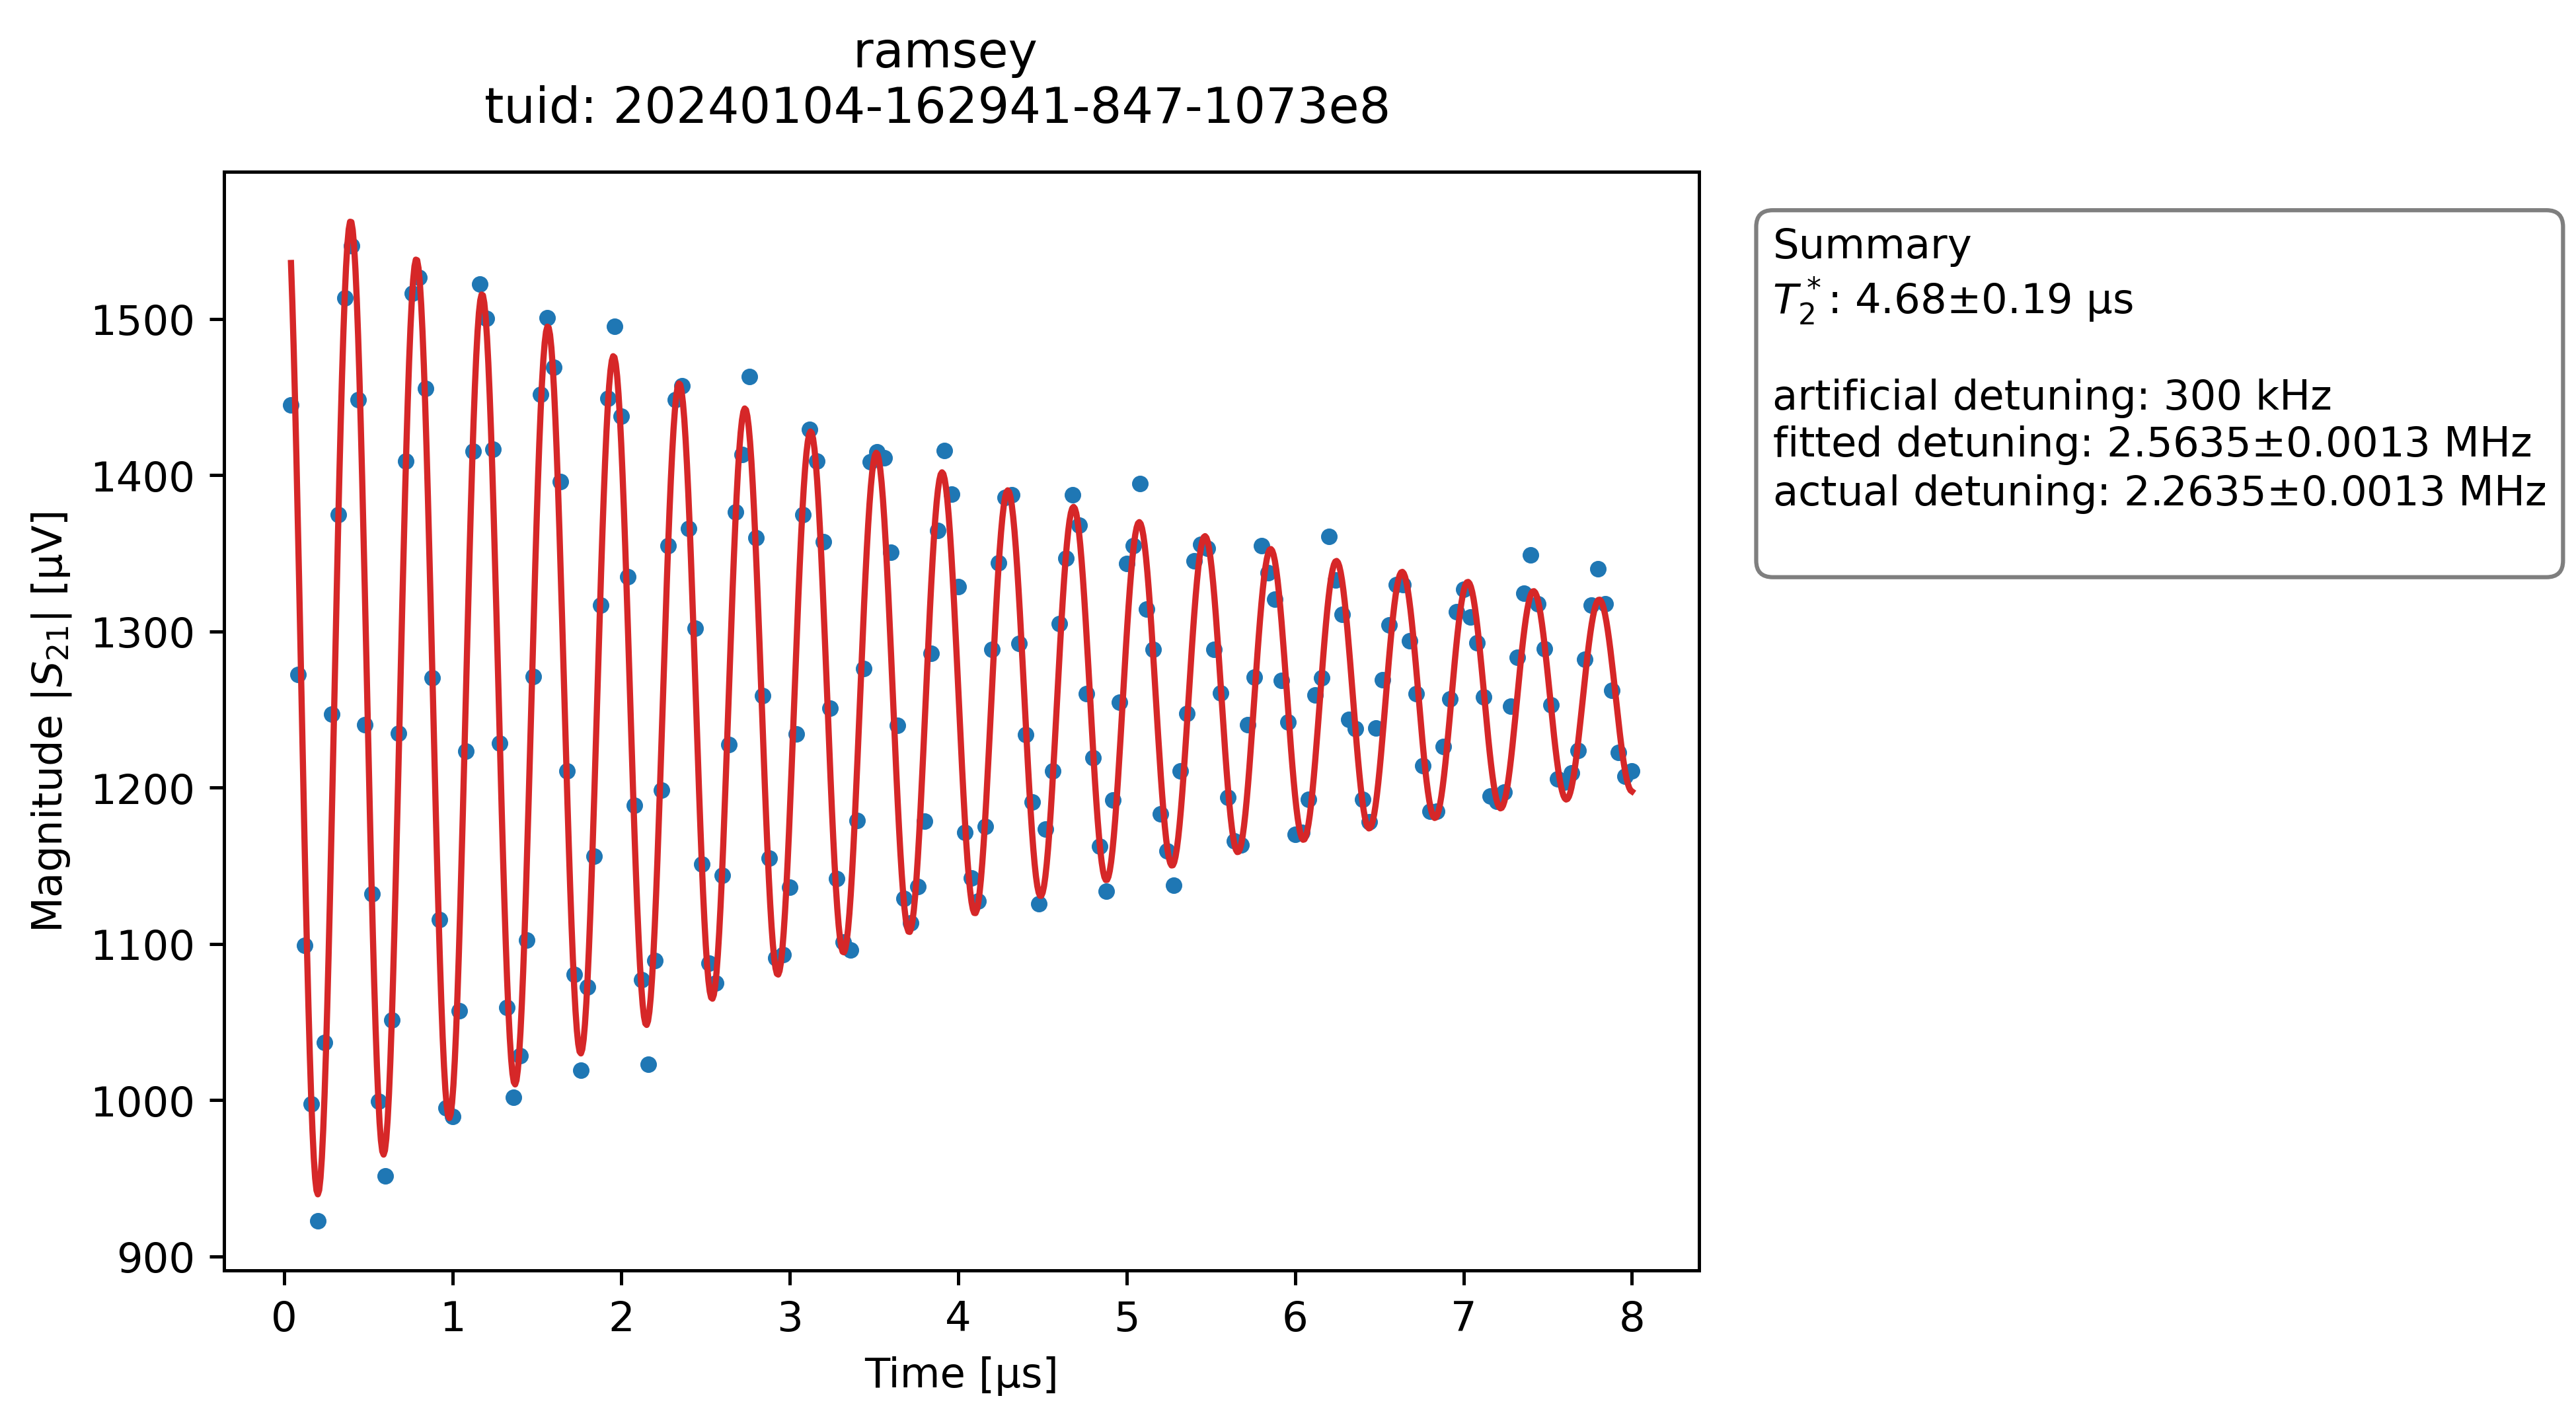 ramsey
tuid: 20240104-162941-847-1073e8
Magnitude |S21| [µV]
1500
1400
1300
1200
1100
1000
900
0 1 2 3 4 5 6 7 8
Time [µs]
Summary
T2*: 4.68±0.19 µs
artificial detuning: 300 kHz
fitted detuning: 2.5635±0.0013 MHz
actual detuning: 2.2635±0.0013 MHz